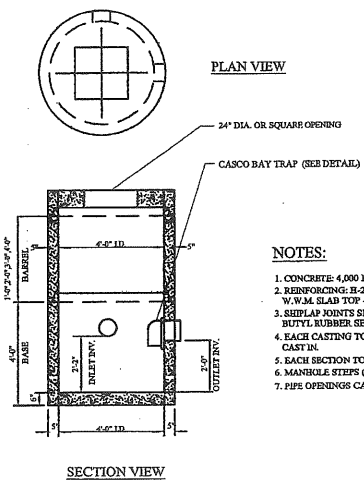 PLAN VIEW
24" DIA. OR SQUARE OPENING
CASCO BAY TRAP (SEE DETAIL)
5"
4'-0" I.D.
5"
1'-0", 2'-0", 3'-0", 4'-0"
BARREL
4'-0"
BASE
6"
2'-2"
INLET INV.
2'-0"
OUTLET INV.
5"
4'-0" I.D.
5"
SECTION VIEW
NOTES:
1. CONCRETE: 4,000
2. REINFORCING: H-2
W.W.M. SLAB TOP
3. SHIPLAP JOINTS
BUTYL RUBBER
4. EACH CASTING TO
CAST IN.
5. EACH SECTION TO
6. MANHOLE STEPS (
7. PIPE OPENINGS